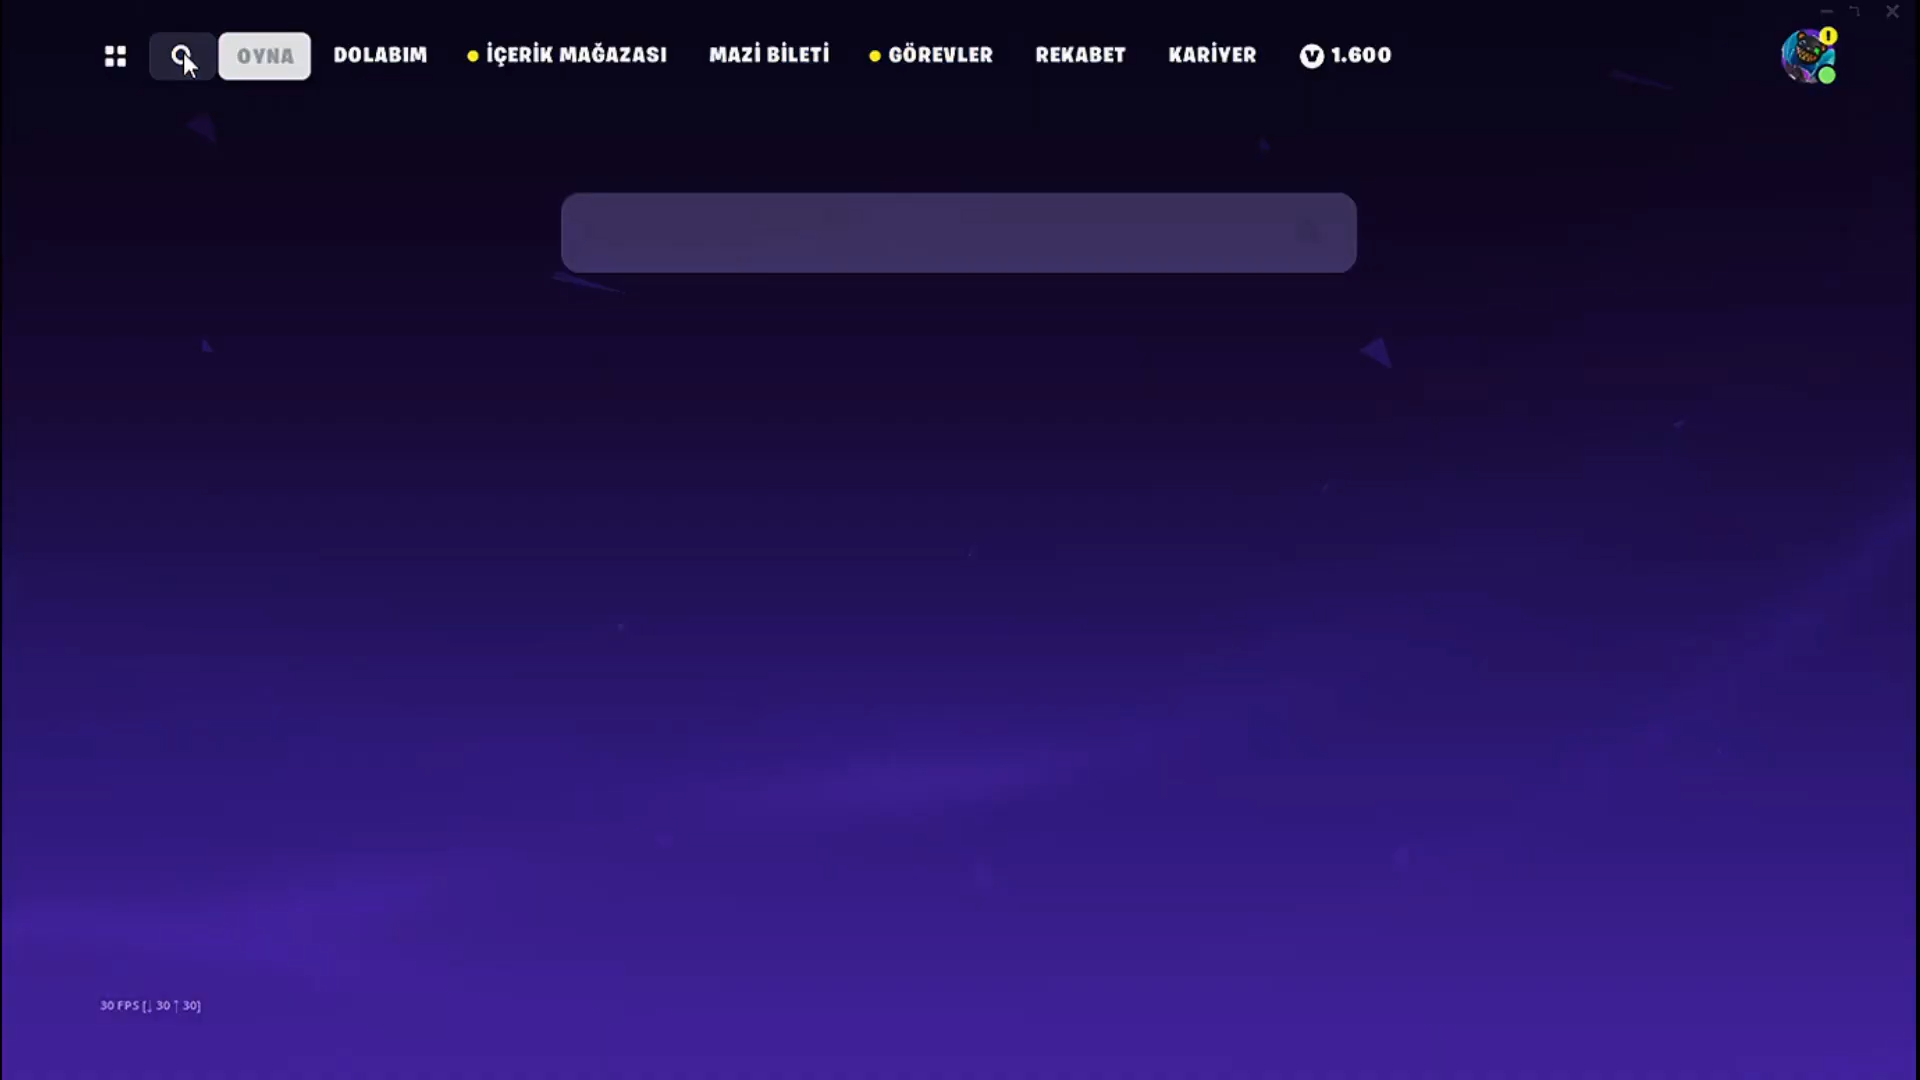 OYNA DOLABIM İÇERİK MAĞAZASI MAZİ BİLETİ GÖREVLER REKABET KARİYER 1.600
30 FPS [↓ 30 ↑ 30]